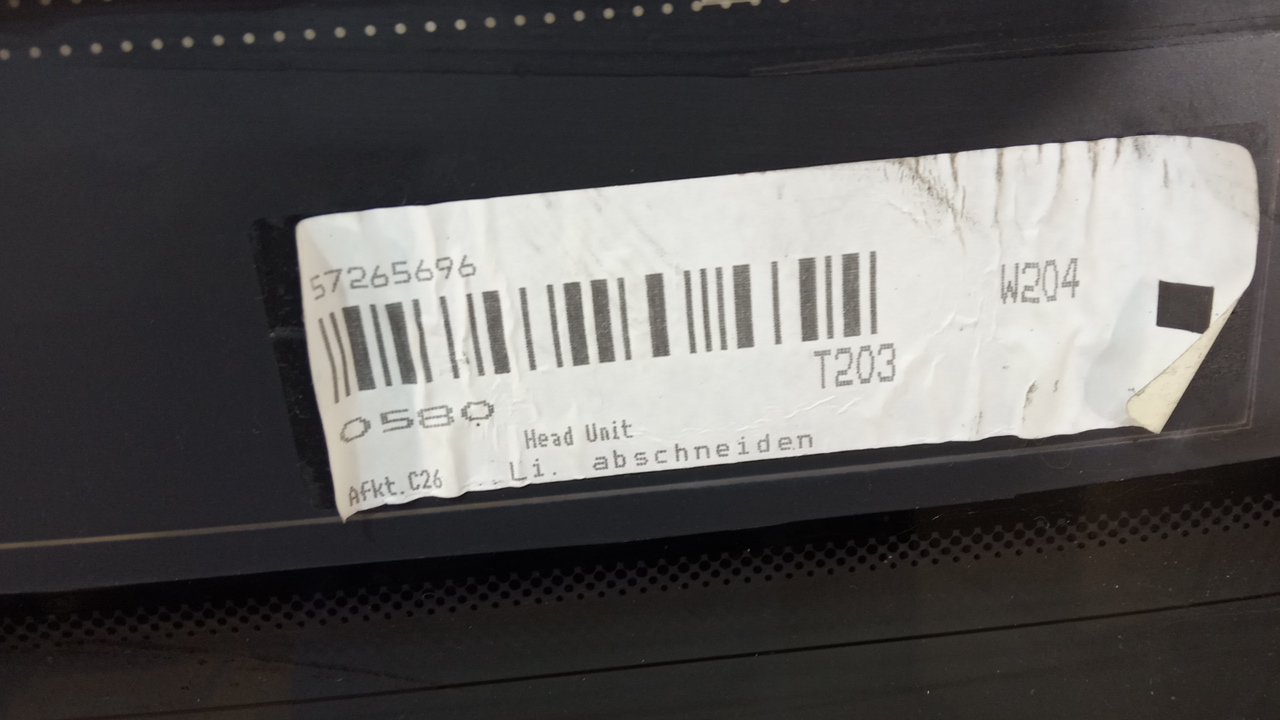 57265696
W204
T203
0580
Head Unit
Li. abschneiden
Afkt. C26